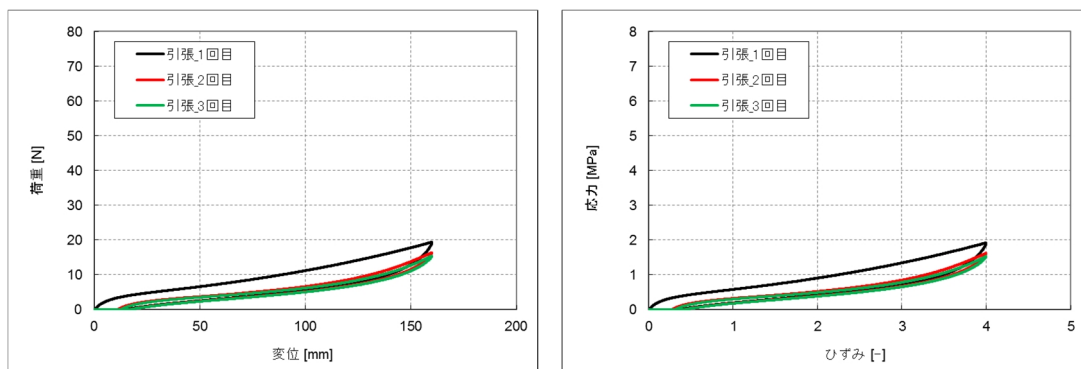 80
70
60
50
40
30
20
10
0
荷重 [N]
引張_1回目
引張_2回目
引張_3回目
0 50 100 150 200
変位 [mm]
8
7
6
5
4
3
2
1
0
応力 [MPa]
引張_1回目
引張_2回目
引張_3回目
0 1 2 3 4 5
ひずみ [-]